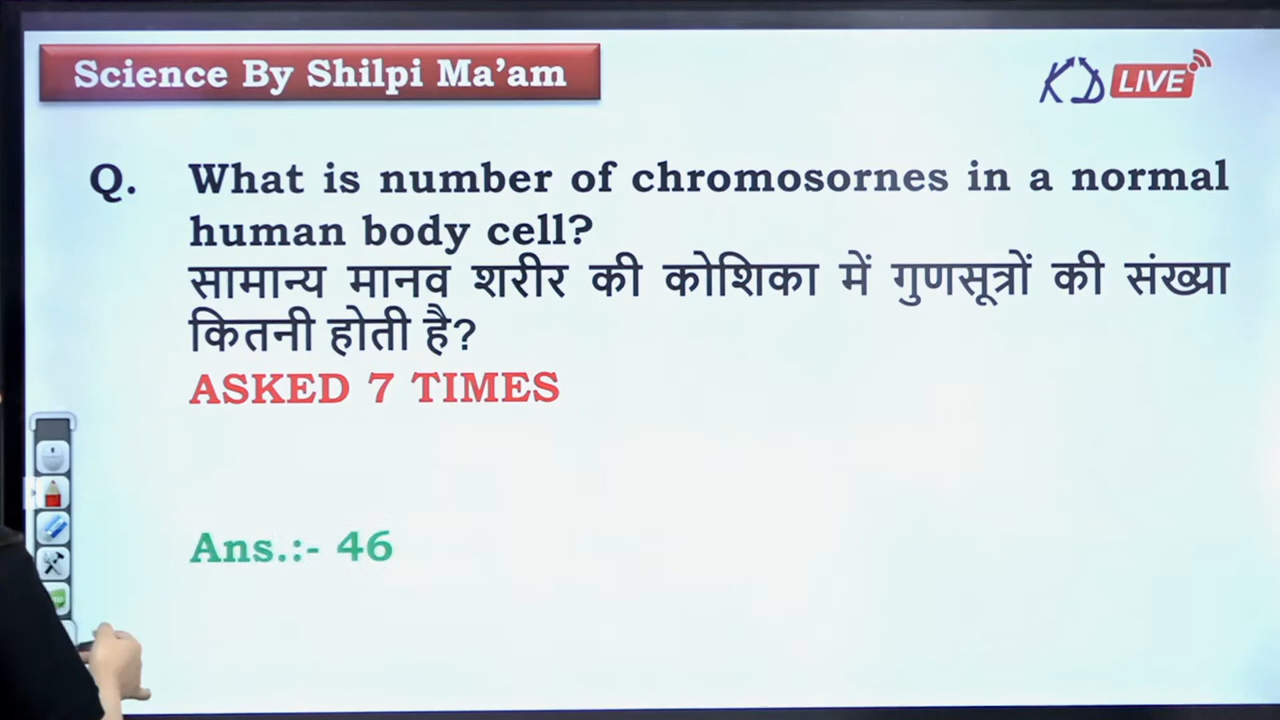 Science By Shilpi Ma’am
KD LIVE
Q. What is number of chromosornes in a normal
human body cell?
सामान्य मानव शरीर की कोशिका में गुणसूत्रों की संख्या
कितनी होती है?
ASKED 7 TIMES
Ans.:- 46